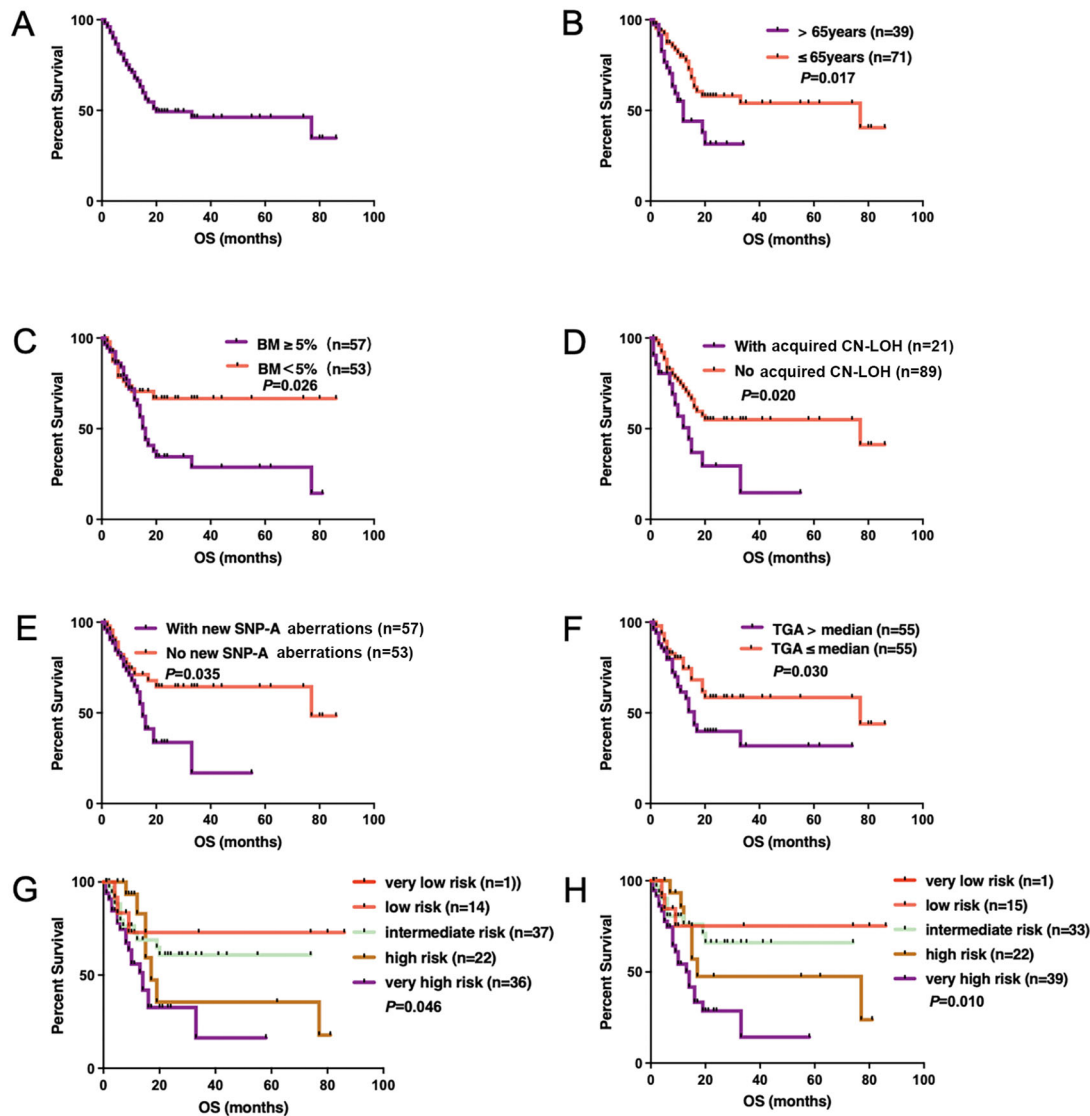 A
Percent Survival
100
50
0
0 20 40 60 80 100
OS (months)
B
Percent Survival
100
50
0
0 20 40 60 80 100
OS (months)
> 65years (n=39)
≤ 65years (n=71)
P=0.017
C
Percent Survival
100
50
0
0 20 40 60 80 100
OS (months)
BM ≥ 5% (n=57)
BM < 5% (n=53)
P=0.026
D
Percent Survival
100
50
0
0 20 40 60 80 100
OS (months)
With acquired CN-LOH (n=21)
No acquired CN-LOH (n=89)
P=0.020
E
Percent Survival
100
50
0
0 20 40 60 80 100
OS (months)
With new SNP-A aberrations (n=57)
No new SNP-A aberrations (n=53)
P=0.035
F
Percent Survival
100
50
0
0 20 40 60 80 100
OS (months)
TGA > median (n=55)
TGA ≤ median (n=55)
P=0.030
G
Percent Survival
100
50
0
0 20 40 60 80 100
OS (months)
very low risk (n=1))
low risk (n=14)
intermediate risk (n=37)
high risk (n=22)
very high risk (n=36)
P=0.046
H
Percent Survival
100
50
0
0 20 40 60 80 100
OS (months)
very low risk (n=1)
low risk (n=15)
intermediate risk (n=33)
high risk (n=22)
very high risk (n=39)
P=0.010